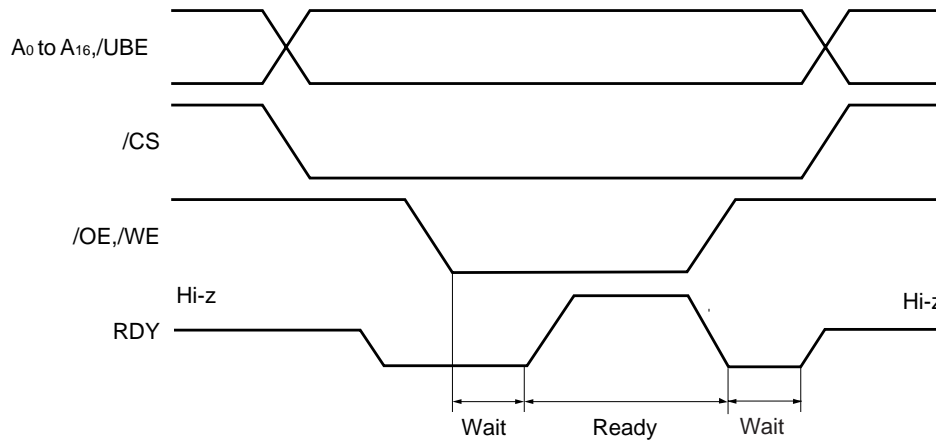 A0 to A16,/UBE
/CS
/OE,/WE
Hi-z
Hi-z
RDY
Wait
Ready
Wait